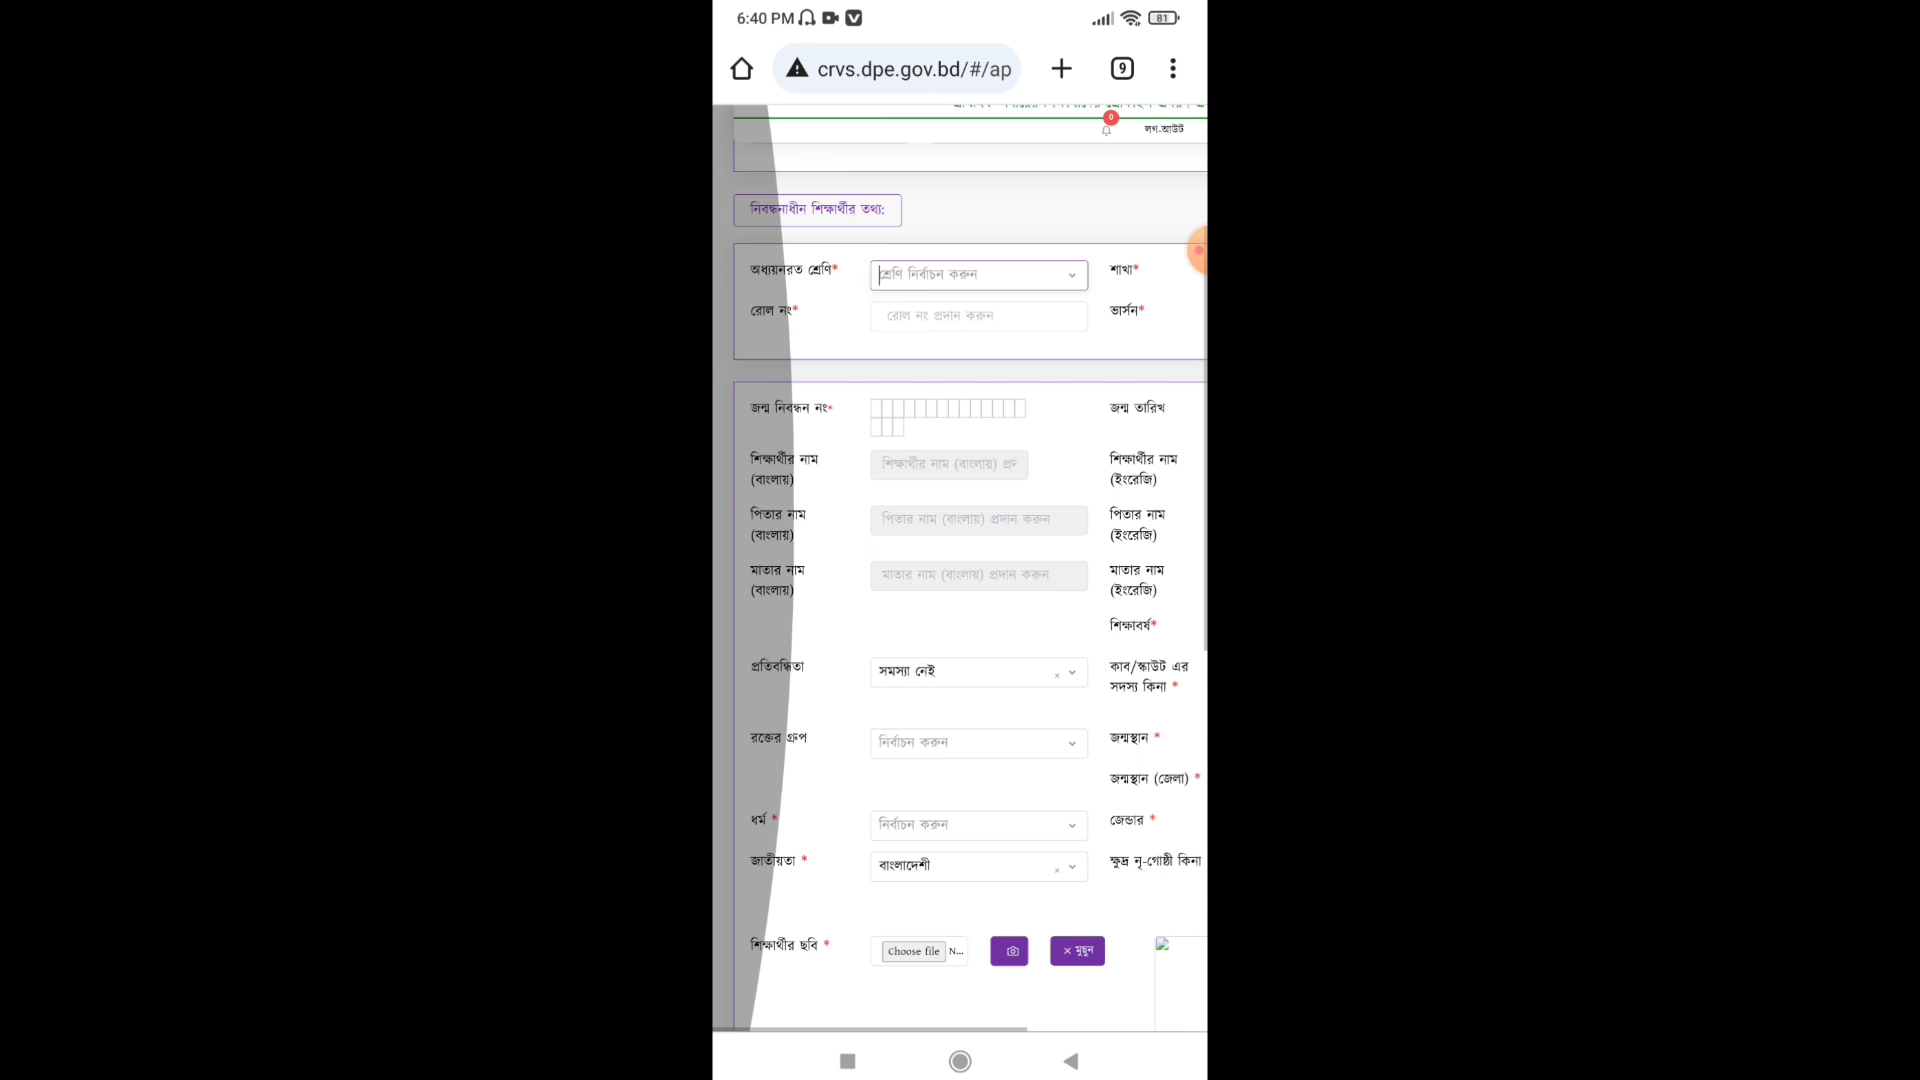 6:40 PM
81
crvs.dpe.gov.bd/#/ap
9
0
লগ-আউট
নিবন্ধনাধীন শিক্ষার্থীর তথ্য:
অধ্যয়নরত শ্রেণি*
শ্রেণি নির্বাচন করুন
শাখা*
রোল নং*
রোল নং প্রদান করুন
ভার্সন*
জন্ম নিবন্ধন নং*
জন্ম তারিখ
শিক্ষার্থীর নাম
(বাংলায়)
শিক্ষার্থীর নাম (বাংলায়)
শিক্ষার্থীর নাম
(ইংরেজি)
পিতার নাম
(বাংলায়)
পিতার নাম (বাংলায়) প্রদান করুন
পিতার নাম
(ইংরেজি)
মাতার নাম
(বাংলায়)
মাতার নাম (বাংলায়) প্রদান করুন
মাতার নাম
(ইংরেজি)
শিক্ষাবর্ষ*
প্রতিবন্ধিতা
সমস্যা নেই
×
কাব/স্কাউট এর
সদস্য কিনা *
রক্তের গ্রুপ
নির্বাচন করুন
জন্মস্থান *
জন্মস্থান (জেলা) *
ধর্ম *
নির্বাচন করুন
জেন্ডার *
জাতীয়তা *
বাংলাদেশী
×
ক্ষুদ্র নৃ-গোষ্ঠী কিনা
শিক্ষার্থীর ছবি *
Choose file N...
× মুছুন